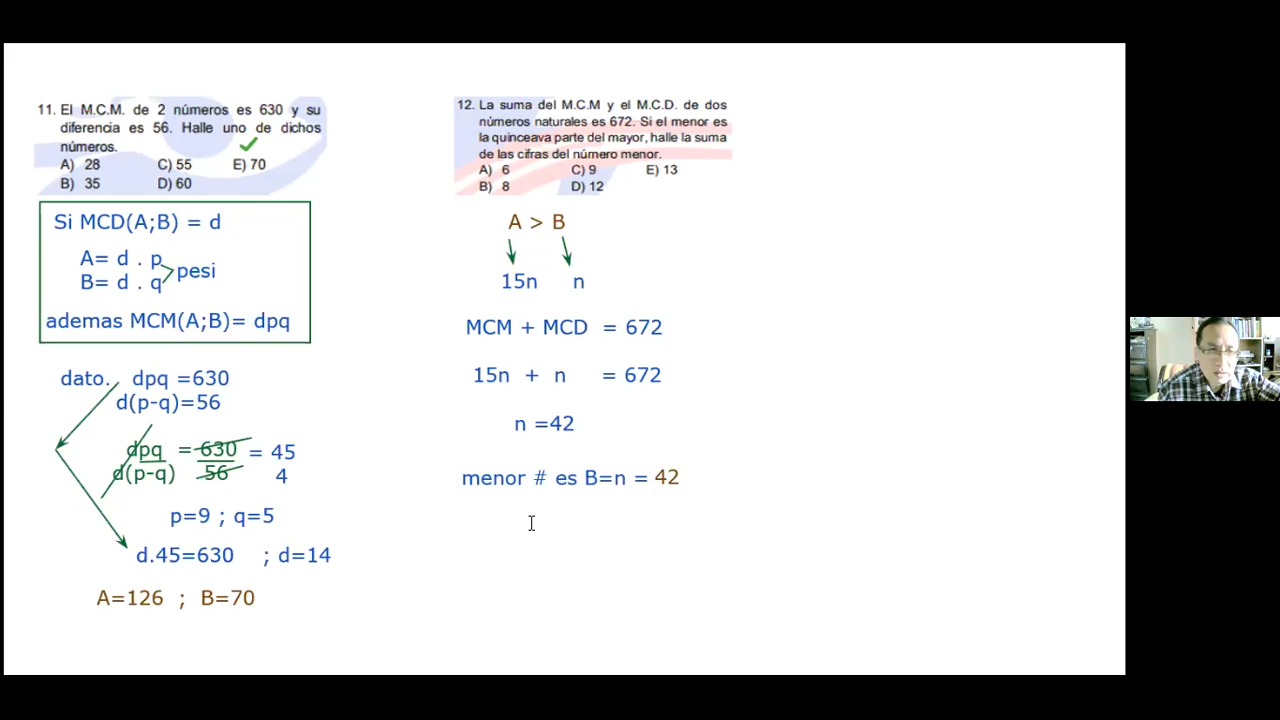 11. El M.C.M. de 2 números es 630 y su
diferencia es 56. Halle uno de dichos
números.
A) 28 C) 55 E) 70
B) 35 D) 60
Si MCD(A;B) = d
A= d . p
B= d . q
pesi
ademas MCM(A;B)= dpq
dato. dpq =630
d(p-q)=56
dpq = 630 = 45
d(p-q) 56 4
p=9 ; q=5
d.45=630 ; d=14
A=126 ; B=70
12. La suma del M.C.M y el M.C.D. de dos
números naturales es 672. Si el menor es
la quinceava parte del mayor, halle la suma
de las cifras del número menor.
A) 6 C) 9 E) 13
B) 8 D) 12
A > B
15n n
MCM + MCD = 672
15n + n = 672
n =42
menor # es B=n = 42